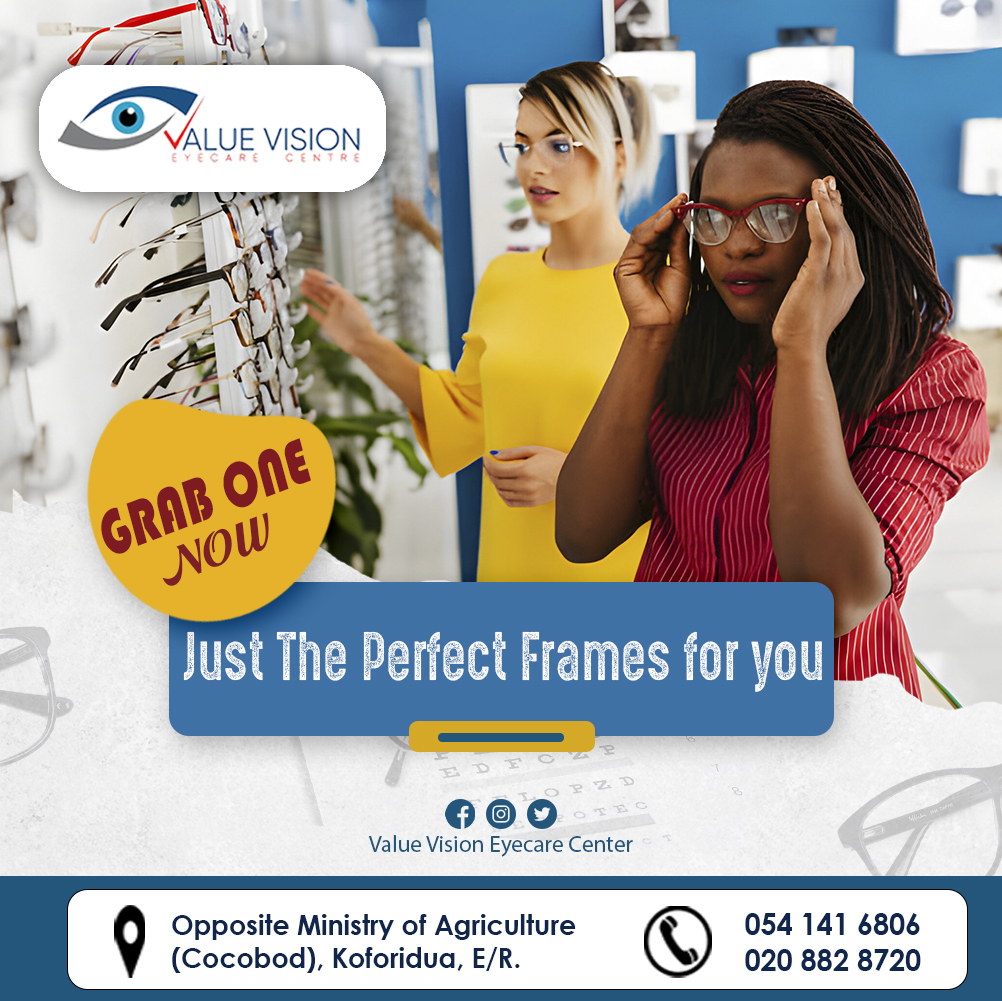 VALUE VISION
EYECARE CENTRE
GRAB ONE
NOW
Just The Perfect Frames for you
E D F C Z P
Value Vision Eyecare Center
Opposite Ministry of Agriculture
(Cocobod), Koforidua, E/R.
054 141 6806
020 882 8720